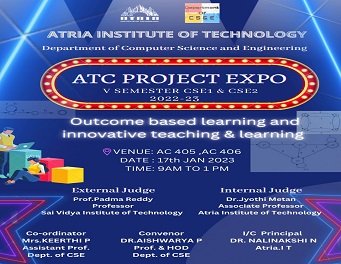 ATRIA
Department
OF
CSE
ATRIA INSTITUTE OF TECHNOLOGY
Department of Computer Science and Engineering
ATC PROJECT EXPO
V SEMESTER CSE1 & CSE2
2022-23
Outcome based learning and
innovative teaching & learning
VENUE: AC 405 ,AC 406
DATE : 17th JAN 2023
TIME: 9AM TO 1 PM
External Judge
Internal Judge
Prof.Padma Reddy
Dr.Jyothi Metan
Professor
Associate Professor
Sai Vidya Institute of Technology
Atria Institute of Technology
Co-ordinator
Convenor
I/C Principal
Mrs.KEERTHI P
DR.AISHWARYA P
DR. NALINAKSHI N
Assistant Prof.
Prof. & HOD
Atria.I T
Dept. of CSE
Dept. of CSE